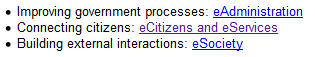 • Improving government processes: eAdministration
• Connecting citizens: eCitizens and eServices
• Building external interactions: eSociety